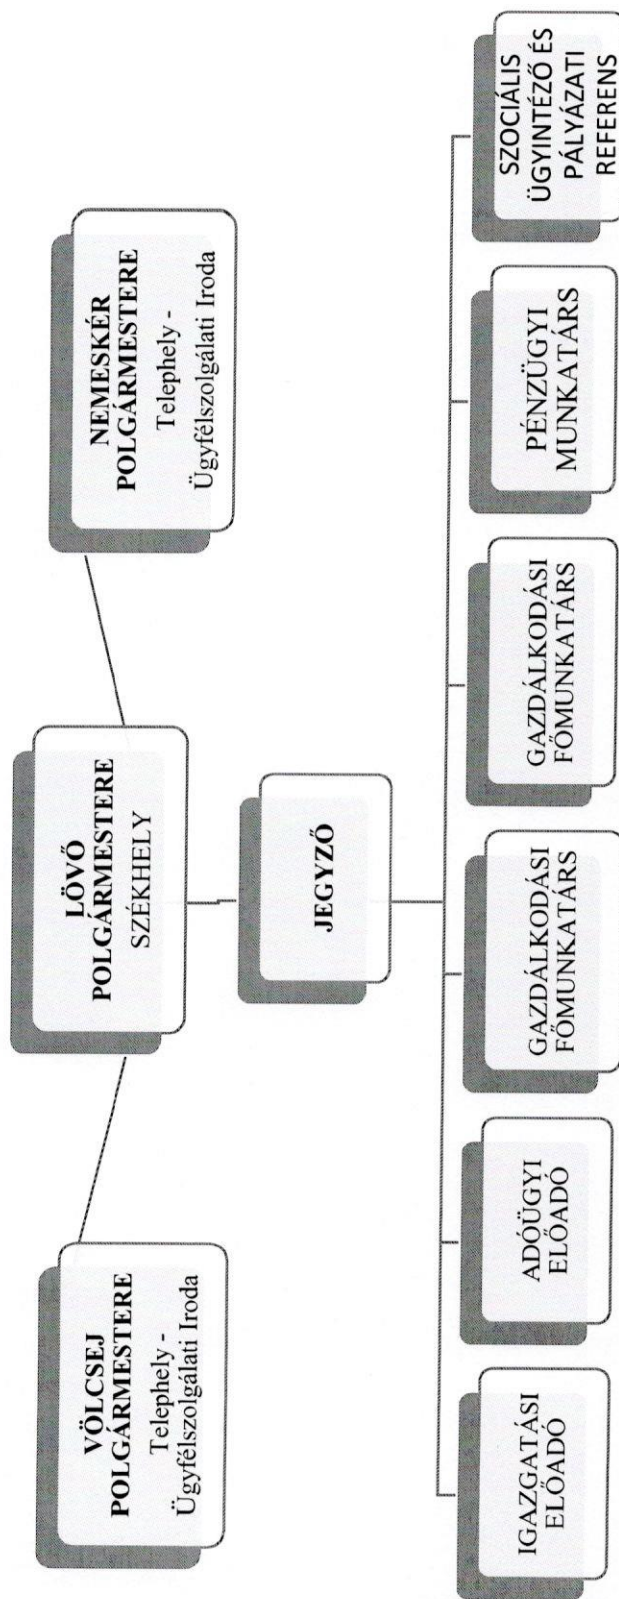 VÖLCSEJ
POLGÁRMESTERE
Telephely -
Ügyfélszolgálati Iroda
LÖVŐ
POLGÁRMESTERE
SZÉKHELY
NEMESKÉR
POLGÁRMESTERE
Telephely -
Ügyfélszolgálati Iroda
JEGYZŐ
IGAZGATÁSI
ELŐADÓ
ADÓÜGYI
ELŐADÓ
GAZDÁLKODÁSI
FŐMUNKATÁRS
GAZDÁLKODÁSI
FŐMUNKATÁRS
PÉNZÜGYI
MUNKATÁRS
SZOCIÁLIS
ÜGYINTÉZŐ ÉS
PÁLYÁZATI
REFERENS